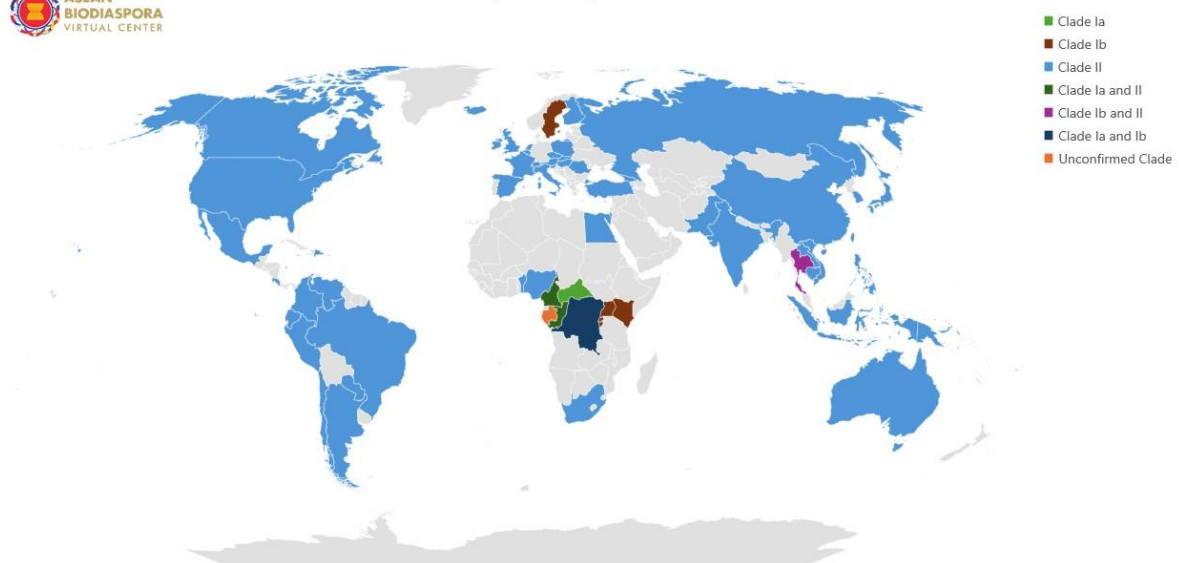 ASEAN
BIODIASPORA
VIRTUAL CENTER
Clade Ia
Clade Ib
Clade II
Clade Ia and II
Clade Ib and II
Clade Ia and Ib
Unconfirmed Clade